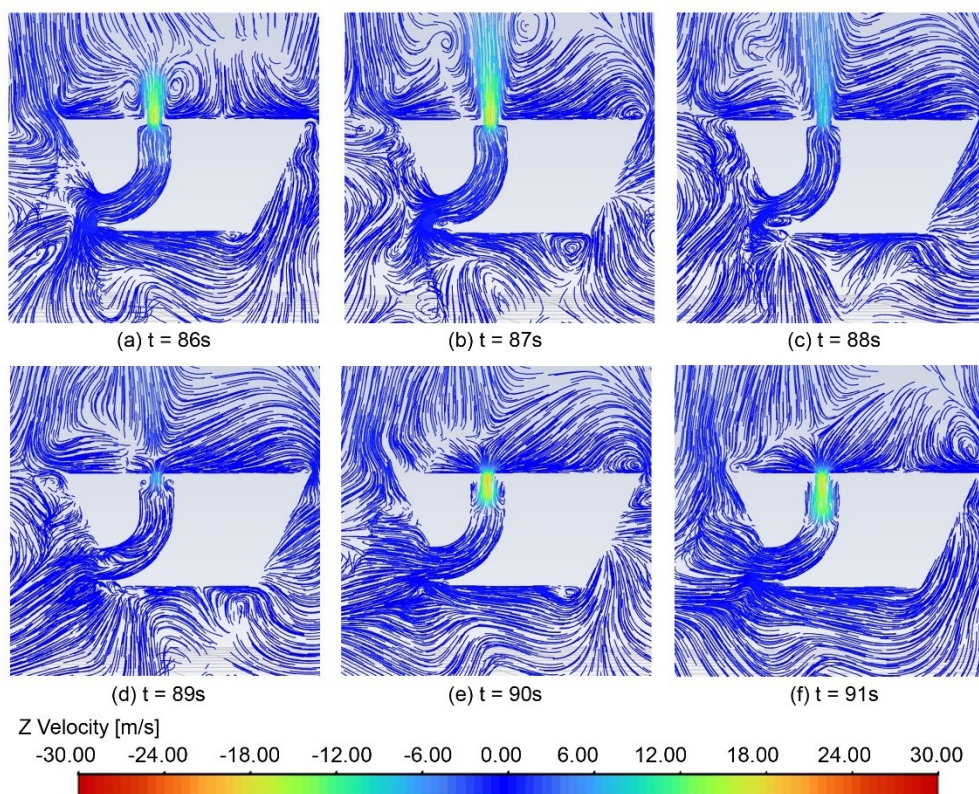 (a) t = 86s
(b) t = 87s
(c) t = 88s
(d) t = 89s
(e) t = 90s
(f) t = 91s
Z Velocity [m/s]
-30.00 -24.00 -18.00 -12.00 -6.00 -0.00 6.00 12.00 18.00 24.00 30.00